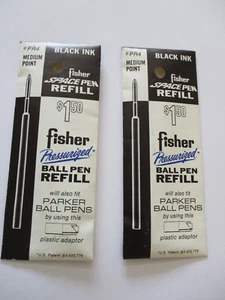 #PR4
BLACK INK
MEDIUM
POINT
fisher
SPACE PEN
REFILL
$1.50
fisher
Pressurized
BALL PEN
REFILL
will also fit
PARKER
BALL PENS
by using this
plastic adaptor
#PR4
BLACK INK
MEDIUM
POINT
fisher
SPACE PEN
REFILL
$1.50
fisher
Pressurized
BALL PEN
REFILL
will also fit
PARKER
BALL PENS
by using this
plastic adaptor